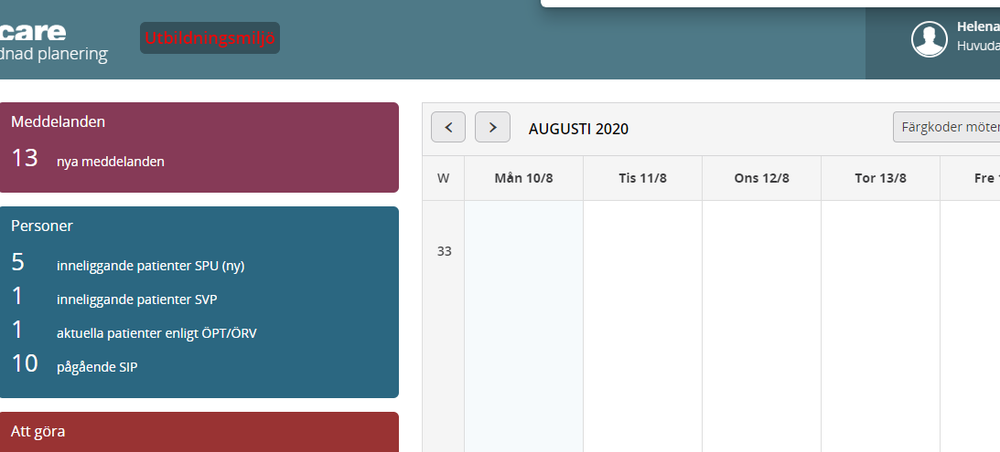 care
dnad planering
Utbildningsmiljö
Helena
Huvuda
Meddelanden
13 nya meddelanden
Personer
5 inneliggande patienter SPU (ny)
1 inneliggande patienter SVP
1 aktuella patienter enligt ÖPT/ÖRV
10 pågående SIP
Att göra
< > AUGUSTI 2020 Färgkoder möten
W Mån 10/8 Tis 11/8 Ons 12/8 Tor 13/8 Fre
33